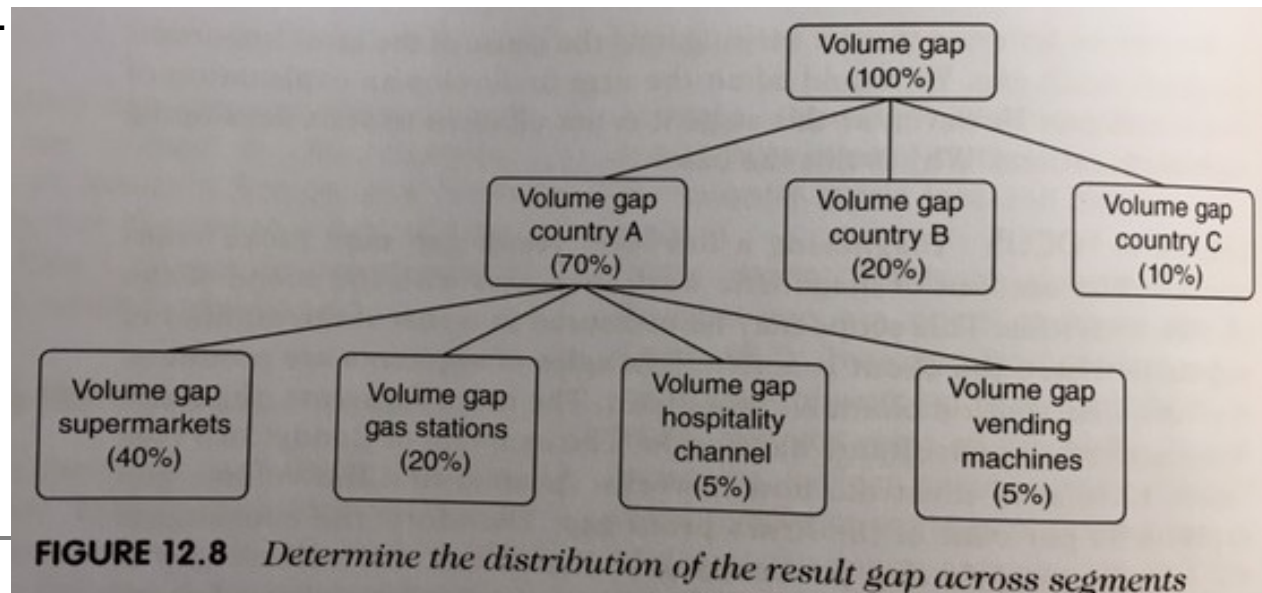 Volume gap
(100%)
Volume gap
country A
(70%)
Volume gap
country B
(20%)
Volume gap
country C
(10%)
Volume gap
supermarkets
(40%)
Volume gap
gas stations
(20%)
Volume gap
hospitality
channel
(5%)
Volume gap
vending
machines
(5%)
FIGURE 12.8 Determine the distribution of the result gap across segments